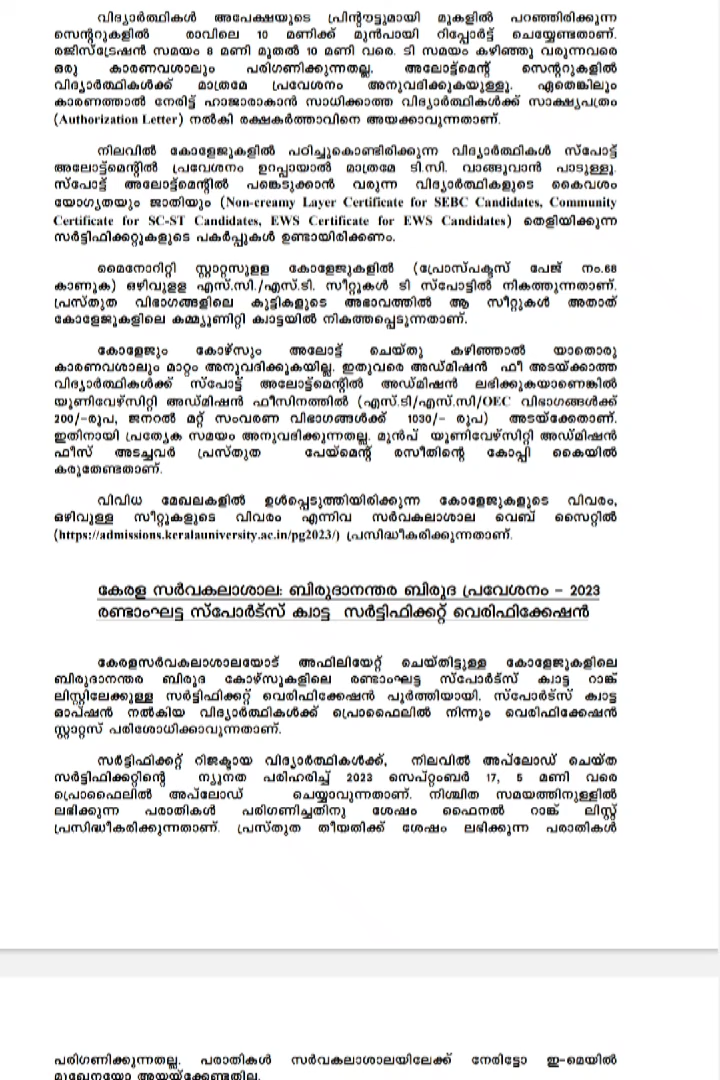 വിദ്യാർത്ഥികൾ അപേക്ഷയുടെ പ്രിന്റൗട്ടുമായി മുകളിൽ പറഞ്ഞിരിക്കുന്ന
സെന്ററുകളിൽ രാവിലെ 10 മണിക്ക് മുൻപായി റിപ്പോർട്ട് ചെയ്യേണ്ടതാണ്.
രജിസ്ട്രേഷൻ സമയം 8 മണി മുതൽ 10 മണി വരെ. ടി സമയം കഴിഞ്ഞു വരുന്നവരെ
ഒരു കാരണവശാലും പരിഗണിക്കുന്നതല്ല. അലോട്ട്മെന്റ് സെന്ററുകളിൽ
വിദ്യാർത്ഥികൾക്ക് മാത്രമേ പ്രവേശനം അനുവദിക്കുകയുള്ളൂ. ഏതെങ്കിലും
കാരണത്താൽ നേരിട്ട് ഹാജരാകാൻ സാധിക്കാത്ത വിദ്യാർത്ഥികൾക്ക് സാക്ഷ്യപത്രം
(Authorization Letter) നൽകി രക്ഷകർത്താവിനെ അയക്കാവുന്നതാണ്.
നിലവിൽ കോളേജുകളിൽ പഠിച്ചുകൊണ്ടിരിക്കുന്ന വിദ്യാർത്ഥികൾ സ്പോട്ട്
അലോട്ട്മെന്റിൽ പ്രവേശനം ഉറപ്പായാൽ മാത്രമേ ടി.സി. വാങ്ങുവാൻ പാടുള്ളൂ.
സ്പോട്ട് അലോട്ട്മെന്റിൽ പങ്കെടുക്കാൻ വരുന്ന വിദ്യാർത്ഥികളുടെ കൈവശം
യോഗ്യതയും ജാതിയും (Non-creamy Layer Certificate for SEBC Candidates, Community
Certificate for SC-ST Candidates, EWS Certificate for EWS Candidates) തെളിയിക്കുന്ന
സർട്ടിഫിക്കറ്റുകളുടെ പകർപ്പുകൾ ഉണ്ടായിരിക്കണം.
മൈനോറിറ്റി സ്റ്റാറ്റസുളള കോളേജുകളിൽ (പ്രോസ്പക്ടസ് പേജ് നം.68
കാണുക) ഒഴിവുളള എസ്.സി./എസ്.ടി. സീറ്റുകൾ ടി സ്പോട്ടിൽ നികത്തുന്നതാണ്.
പ്രസ്തുത വിഭാഗങ്ങളിലെ കുട്ടികളുടെ അഭാവത്തിൽ ആ സീറ്റുകൾ അതാത്
കോളേജുകളിലെ കമ്മ്യൂണിറ്റി ക്വാട്ടയിൽ നികത്തപ്പെടുന്നതാണ്.
കോളേജും കോഴ്സും അലോട്ട് ചെയ്തു കഴിഞ്ഞാൽ യാതൊരു
കാരണവശാലും മാറ്റം അനുവദിക്കുകയില്ല. ഇതുവരെ അഡ്മിഷൻ ഫീ അടയ്ക്കാത്ത
വിദ്യാർത്ഥികൾക്ക് സ്പോട്ട് അലോട്ട്മെന്റിൽ അഡ്മിഷൻ ലഭിക്കുകയാണെങ്കിൽ
യൂണിവേഴ്സിറ്റി അഡ്മിഷൻ ഫീസിനത്തിൽ (എസ്.ടി/എസ്.സി/OEC വിഭാഗങ്ങൾക്ക്
200/-രൂപ, ജനറൽ മറ്റ് സംവരണ വിഭാഗങ്ങൾക്ക് 1030/- രൂപ) അടയ്ക്കേതാണ്.
ഇതിനായി പ്രത്യേക സമയം അനുവദിക്കുന്നതല്ല. മുൻപ് യൂണിവേഴ്സിറ്റി അഡ്മിഷൻ
ഫീസ് അടച്ചവർ പ്രസ്തുത പേയ്മെന്റ് രസീതിന്റെ കോപ്പി കൈയിൽ
കരുതേണ്ടതാണ്.
വിവിധ മേഖലകളിൽ ഉൾപ്പെടുത്തിയിരിക്കുന്ന കോളേജുകളുടെ വിവരം,
ഒഴിവുള്ള സീറ്റുകളുടെ വിവരം എന്നിവ സർവകലാശാല വെബ് സൈറ്റിൽ
(https://admissions.keralauniversity.ac.in/pg2023/) പ്രസിദ്ധീകരിക്കുന്നതാണ്.
കേരള സർവകലാശാല: ബിരുദാനന്തര ബിരുദ പ്രവേശനം – 2023
രണ്ടാംഘട്ട സ്പോർട്സ് ക്വാട്ട സർട്ടിഫിക്കറ്റ് വെരിഫിക്കേഷൻ
കേരളസർവകലാശാലയോട് അഫിലിയേറ്റ് ചെയ്തിട്ടുള്ള കോളേജുകളിലെ
ബിരുദാനന്തര ബിരുദ കോഴ്സുകളിലെ രണ്ടാംഘട്ട സ്പോർട്സ് ക്വാട്ട റാങ്ക്
ലിസ്റ്റിലേക്കുള്ള സർട്ടിഫിക്കറ്റ് വെരിഫിക്കേഷൻ പൂർത്തിയായി. സ്പോർട്സ് ക്വാട്ട
ഓപ്ഷൻ നൽകിയ വിദ്യാർത്ഥികൾക്ക് പ്രൊഫൈലിൽ നിന്നും വെരിഫിക്കേഷൻ
സ്റ്റാറ്റസ് പരിശോധിക്കാവുന്നതാണ്.
സർട്ടിഫിക്കറ്റ് റിജക്ടായ വിദ്യാർത്ഥികൾക്ക്, നിലവിൽ അപ്‌ലോഡ് ചെയ്ത
സർട്ടിഫിക്കറ്റിന്റെ ന്യൂനത പരിഹരിച്ച് 2023 സെപ്റ്റംബർ 17, 5 മണി വരെ
പ്രൊഫൈലിൽ അപ്‌ലോഡ് ചെയ്യാവുന്നതാണ്. നിശ്ചിത സമയത്തിനുള്ളിൽ
ലഭിക്കുന്ന പരാതികൾ പരിഗണിച്ചതിനു ശേഷം ഫൈനൽ റാങ്ക് ലിസ്റ്റ്
പ്രസിദ്ധീകരിക്കുന്നതാണ്. പ്രസ്തുത തീയതിക്ക് ശേഷം ലഭിക്കുന്ന പരാതികൾ
പരിഗണിക്കുന്നതല്ല. പരാതികൾ സർവകലാശാലയിലേക്ക് നേരിട്ടോ ഇ-മെയിൽ
മുഖേനയോ അയയ്ക്കേണ്ടതില്ല.